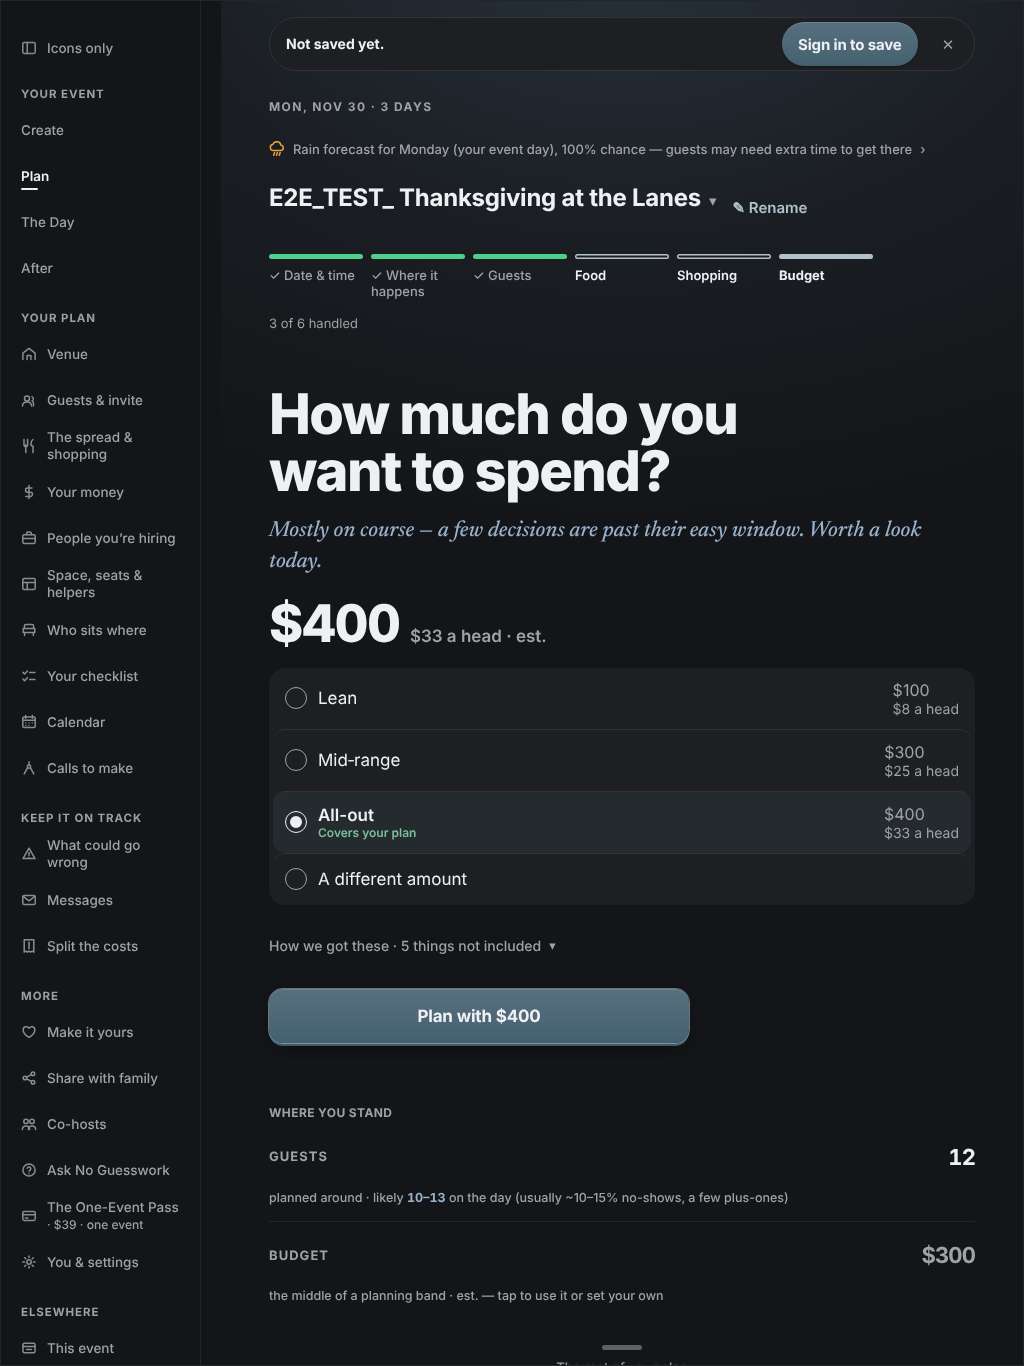 Icons only
YOUR EVENT
Create
Plan
The Day
After
YOUR PLAN
Venue
Guests & invite
The spread &
shopping
Your money
People you're hiring
Space, seats &
helpers
Who sits where
Your checklist
Calendar
Calls to make
KEEP IT ON TRACK
What could go
wrong
Messages
Split the costs
MORE
Make it yours
Share with family
Co-hosts
Ask No Guesswork
The One-Event Pass
· $39 · one event
You & settings
ELSEWHERE
This event
Not saved yet.
Sign in to save ×
MON, NOV 30 · 3 DAYS
Rain forecast for Monday (your event day), 100% chance — guests may need extra time to get there ›
E2E_TEST_ Thanksgiving at the Lanes ▾ ✎ Rename
✓ Date & time
✓ Where it
happens
✓ Guests
Food
Shopping
Budget
3 of 6 handled
How much do you
want to spend?
Mostly on course — a few decisions are past their easy window. Worth a look
today.
$400 $33 a head · est.
Lean
$100
$8 a head
Mid-range
$300
$25 a head
All-out
Covers your plan
$400
$33 a head
A different amount
How we got these · 5 things not included ▾
Plan with $400
WHERE YOU STAND
GUESTS
12
planned around · likely 10–13 on the day (usually ~10–15% no-shows, a few plus-ones)
BUDGET
$300
the middle of a planning band · est. — tap to use it or set your own